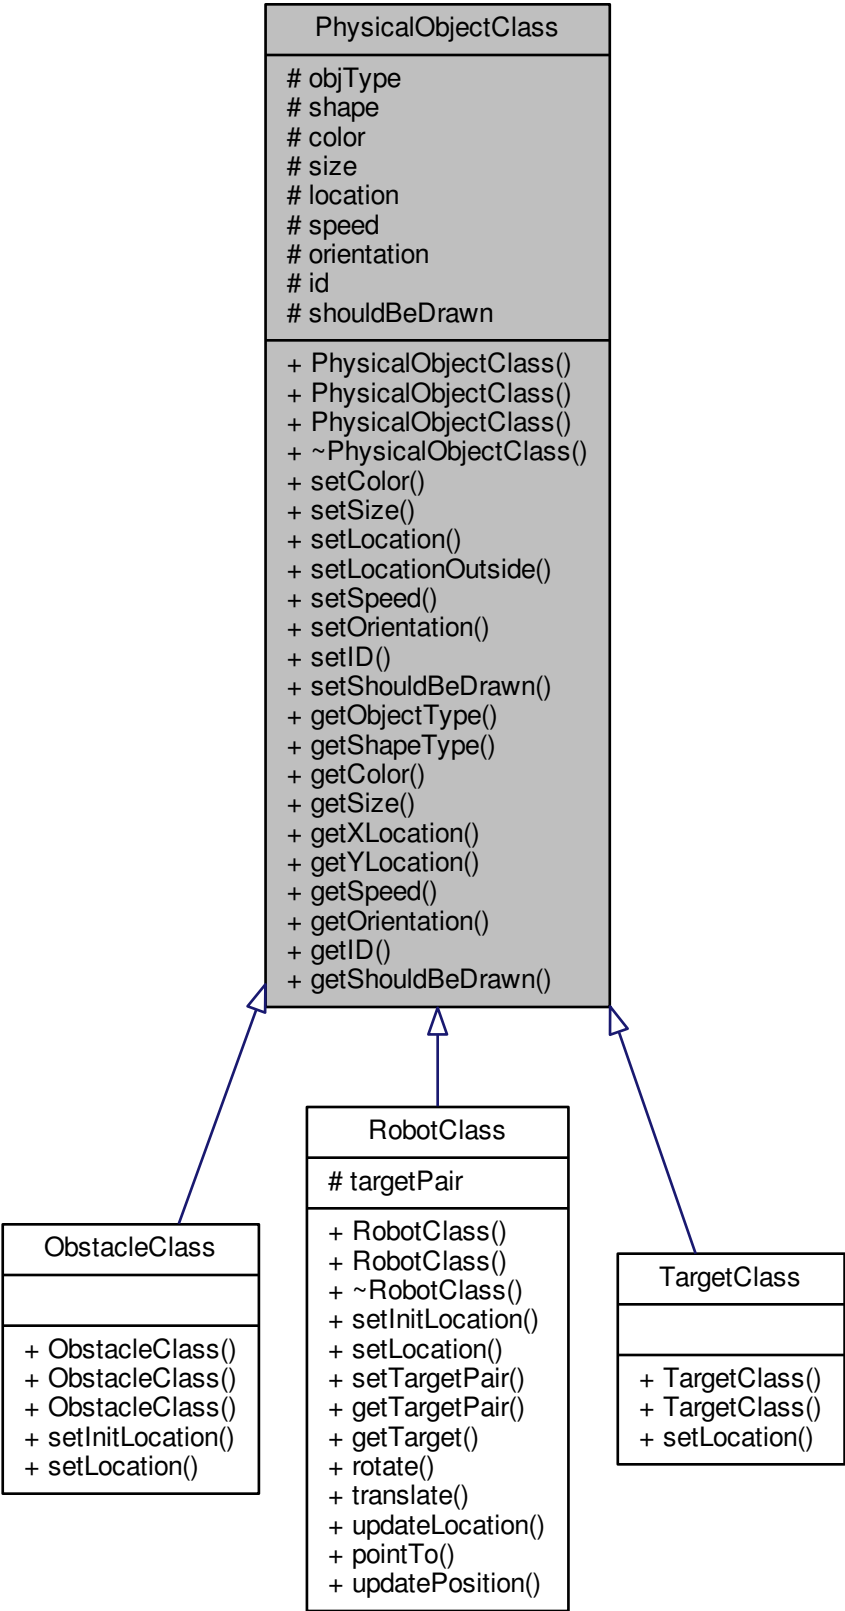 PhysicalObjectClass
# objType
# shape
# color
# size
# location
# speed
# orientation
# id
# shouldBeDrawn
+ PhysicalObjectClass()
+ PhysicalObjectClass()
+ PhysicalObjectClass()
+ ~PhysicalObjectClass()
+ setColor()
+ setSize()
+ setLocation()
+ setLocationOutside()
+ setSpeed()
+ setOrientation()
+ setID()
+ setShouldBeDrawn()
+ getObjectType()
+ getShapeType()
+ getColor()
+ getSize()
+ getXLocation()
+ getYLocation()
+ getSpeed()
+ getOrientation()
+ getID()
+ getShouldBeDrawn()
ObstacleClass
+ ObstacleClass()
+ ObstacleClass()
+ ObstacleClass()
+ setInitLocation()
+ setLocation()
RobotClass
# targetPair
+ RobotClass()
+ RobotClass()
+ ~RobotClass()
+ setInitLocation()
+ setLocation()
+ setTargetPair()
+ getTargetPair()
+ getTarget()
+ rotate()
+ translate()
+ updateLocation()
+ pointTo()
+ updatePosition()
TargetClass
+ TargetClass()
+ TargetClass()
+ setLocation()